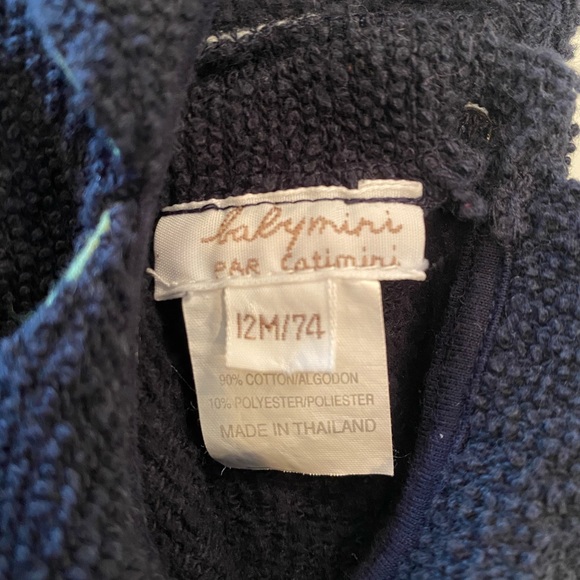 babymini
PAR Catimini
12M/74
90% COTTON/ALGODON
10% POLYESTER/POLIESTER
MADE IN THAILAND